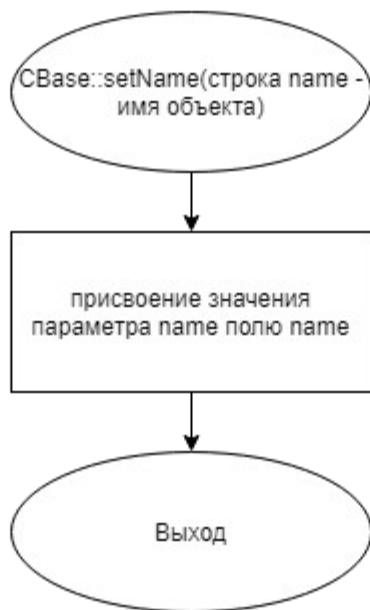 CBase::setName(строка name -
имя объекта)
присвоение значения
параметра name полю name
Выход